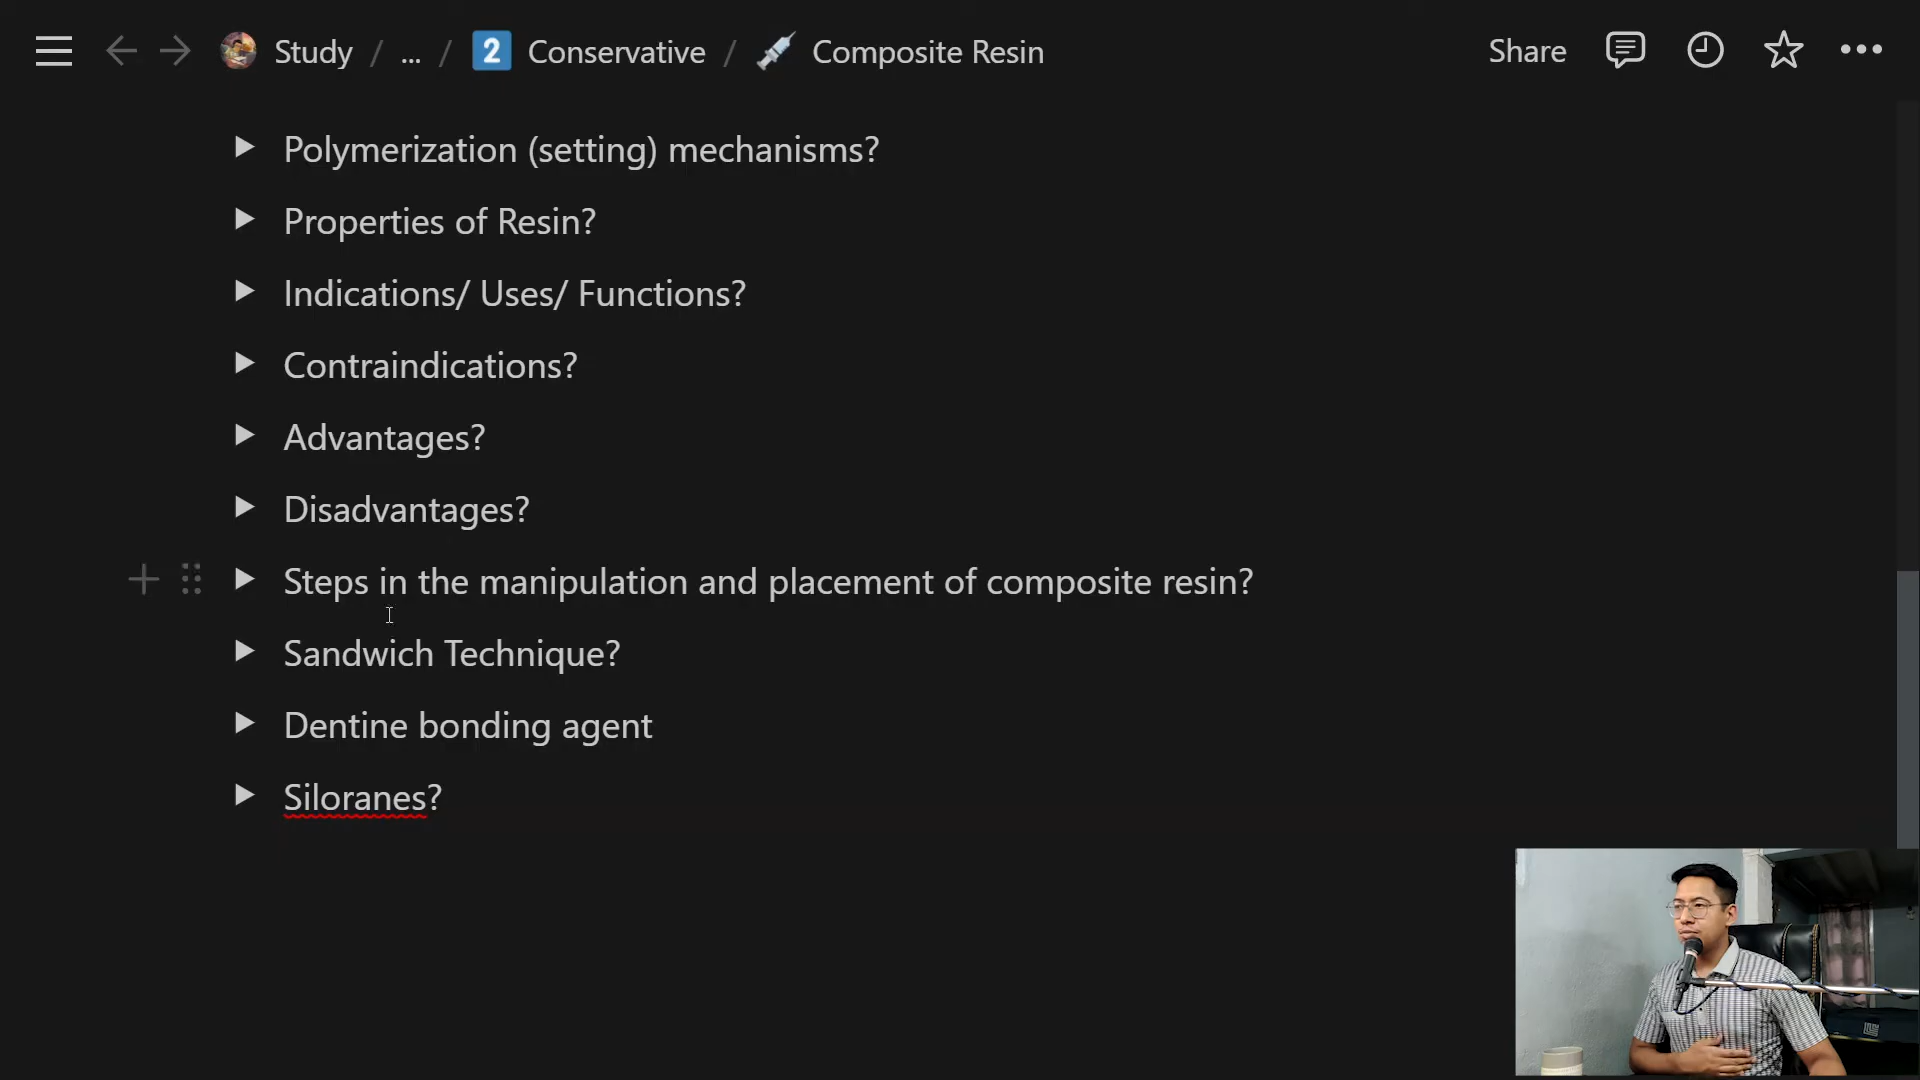 Study / ... / 2 Conservative / Composite Resin
Share
Polymerization (setting) mechanisms?
Properties of Resin?
Indications/ Uses/ Functions?
Contraindications?
Advantages?
Disadvantages?
Steps in the manipulation and placement of composite resin?
Sandwich Technique?
Dentine bonding agent
Siloranes?